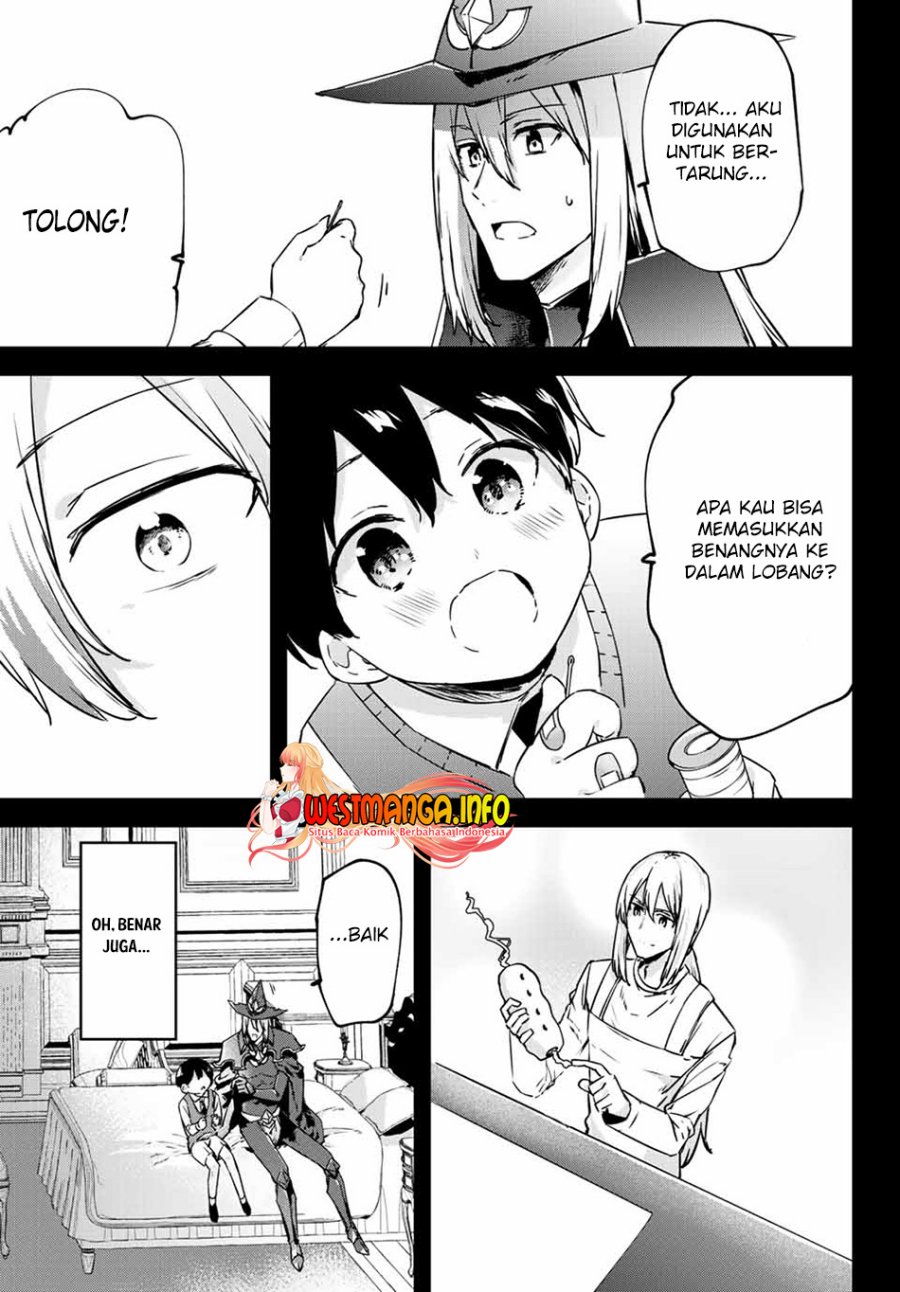 TIDAK... AKU
DIGUNAKAN
UNTUK BER-
TARUNG...
TOLONG!
APA KAU BISA
MEMASUKKAN
BENANGNYA KE
DALAM LOBANG?
WESTMANGA.INFO
Situs Baca Komik Berbahasa Indonesia
...BAIK
OH, BENAR
JUGA...